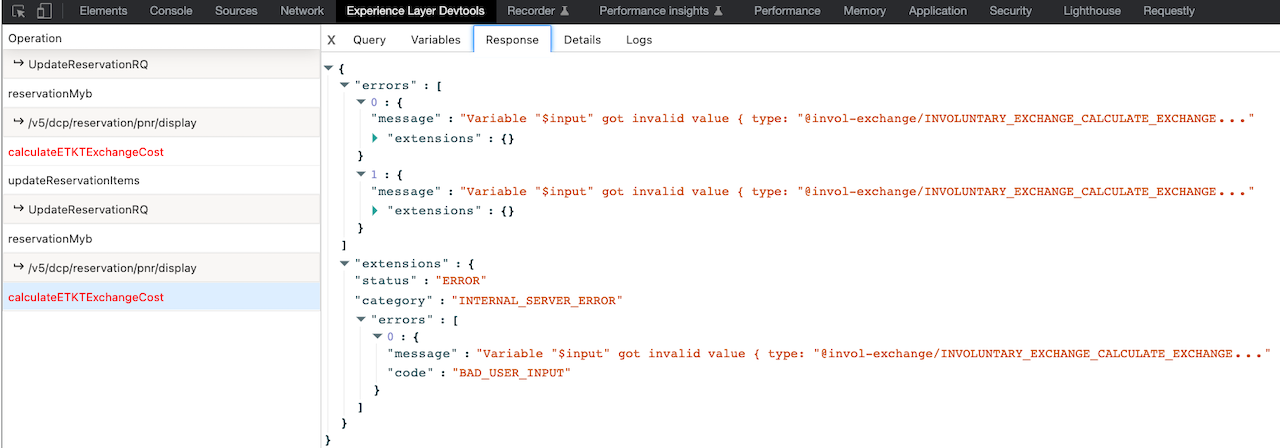 Elements Console Sources Network Experience Layer Devtools Recorder Performance insights Performance Memory Application Security Lighthouse Requestly
Operation
↪ UpdateReservationRQ
reservationMyb
↪ /v5/dcp/reservation/pnr/display
calculateETKTExchangeCost
updateReservationItems
↪ UpdateReservationRQ
reservationMyb
↪ /v5/dcp/reservation/pnr/display
calculateETKTExchangeCost
X Query Variables Response Details Logs
{
"errors" : [
0 : {
"message" : "Variable "$input" got invalid value { type: "@invol-exchange/INVOLUNTARY_EXCHANGE_CALCULATE_EXCHANGE..."
"extensions" : {}
}
1 : {
"message" : "Variable "$input" got invalid value { type: "@invol-exchange/INVOLUNTARY_EXCHANGE_CALCULATE_EXCHANGE..."
"extensions" : {}
}
]
"extensions" : {
"status" : "ERROR"
"category" : "INTERNAL_SERVER_ERROR"
"errors" : [
0 : {
"message" : "Variable "$input" got invalid value { type: "@invol-exchange/INVOLUNTARY_EXCHANGE_CALCULATE_EXCHANGE..."
"code" : "BAD_USER_INPUT"
}
]
}
}